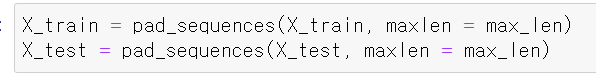 :
X_train = pad_sequences(X_train, maxlen = max_len)
X_test = pad_sequences(X_test, maxlen = max_len)